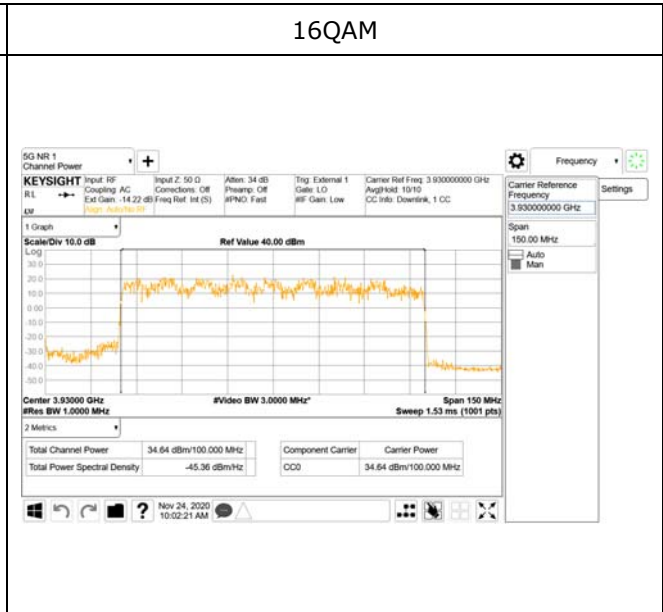 16QAM
5G NR 1
Channel Power
Frequency
KEYSIGHT Input: RF Input Z: 50 Ω Atten: 34 dB Trig: External 1 Carrier Ref Freq: 3.930000000 GHz
RL Coupling: AC Corrections: Off Preamp: Off Gate: LO Avg|Hold: 10/10
Ext Gain: -14.22 dB Freq Ref: Int (S) #PNO: Fast #IF Gain: Low CC Info: Downlink, 1 CC
Align: Auto/No RF
Carrier Reference
Frequency
3.930000000 GHz
Settings
Span
150.00 MHz
Auto
Man
1 Graph
Scale/Div 10.0 dB Ref Value 40.00 dBm
Log
30.0
20.0
10.0
0.00
-10.0
-20.0
-30.0
-40.0
-50.0
Center 3.93000 GHz #Video BW 3.0000 MHz* Span 150 MHz
#Res BW 1.0000 MHz Sweep 1.53 ms (1001 pts)
2 Metrics
Total Channel Power 34.64 dBm/100.000 MHz Component Carrier Carrier Power
Total Power Spectral Density -45.36 dBm/Hz CC0 34.64 dBm/100.000 MHz
? Nov 24, 2020
10:02:21 AM